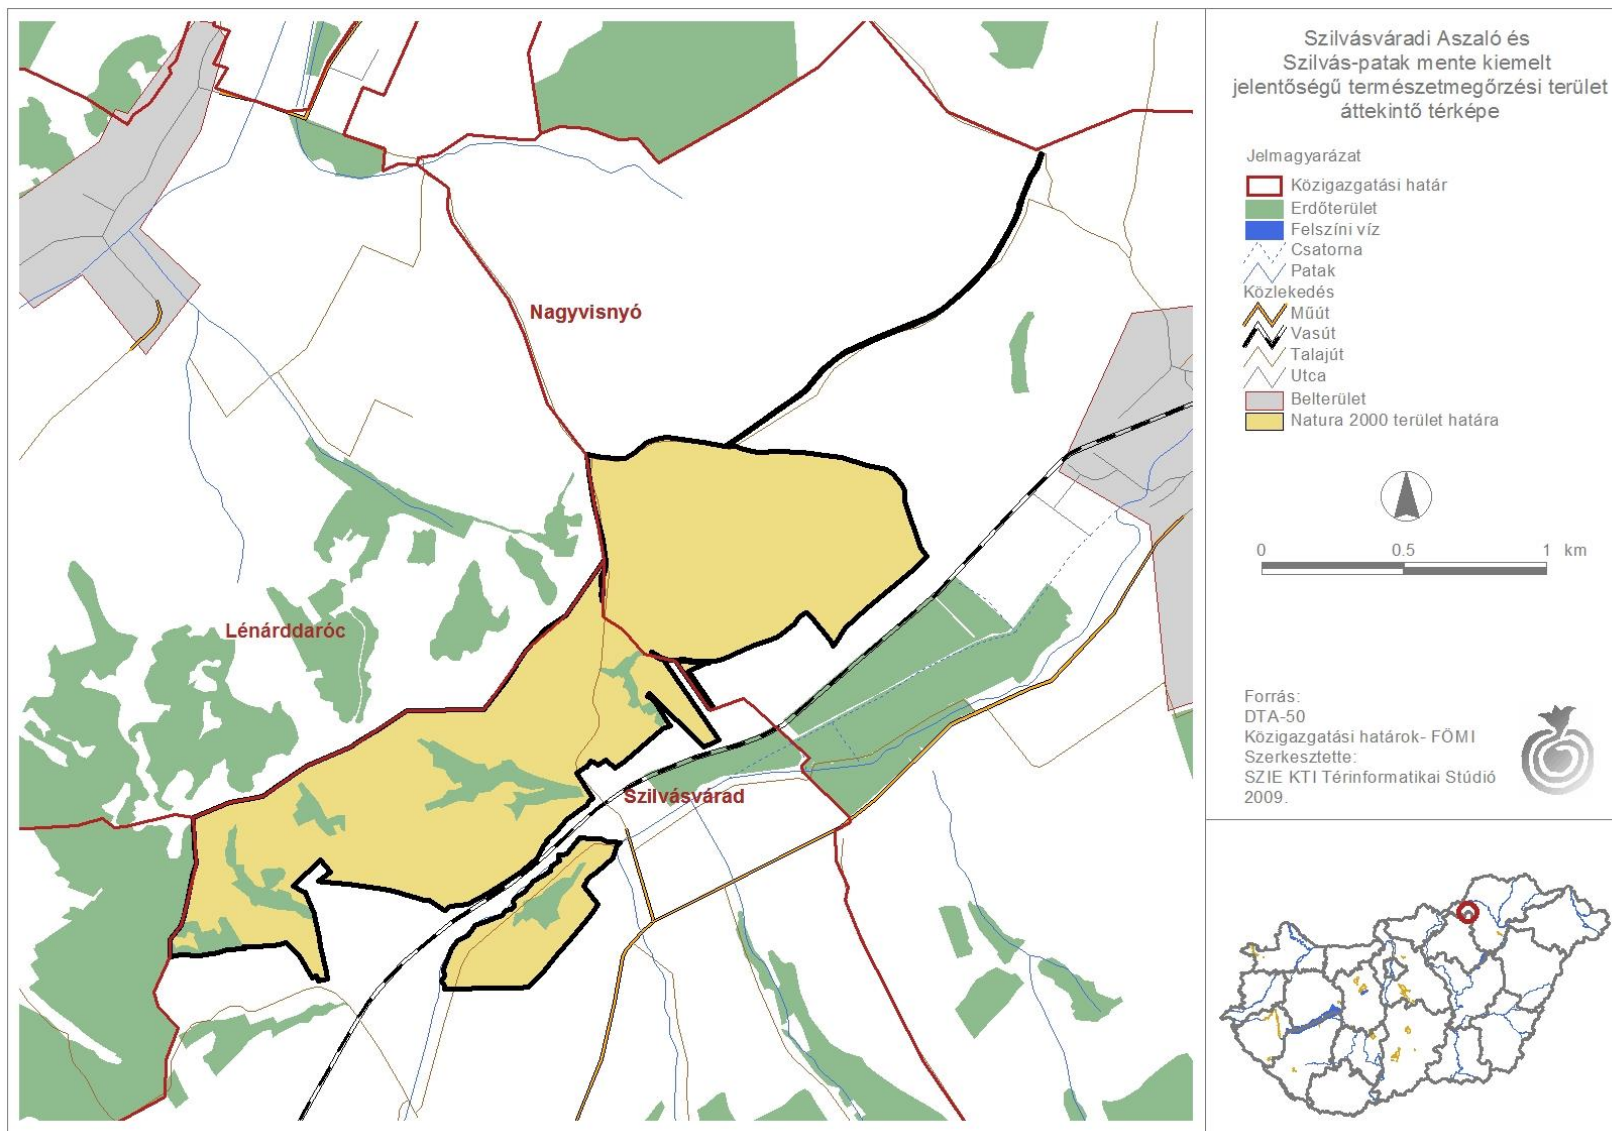 Szilvásváradi Aszaló és
Szilvás-patak mente kiemelt
jelentőségű természetmegőrzési terület
áttekintő térképe
Jelmagyarázat
Közigazgatási határ
Erdőterület
Felszíni víz
Csatorna
Patak
Közlekedés
Műút
Vasút
Talajút
Utca
Belterület
Natura 2000 terület határa
0 0.5 1 km
Forrás:
DTA-50
Közigazgatási határok- FÖMI
Szerkesztette:
SZIE KTI Térinformatikai Stúdió
2009.
Nagyvisnyó
Lénárddaróc
Szilvásvárad